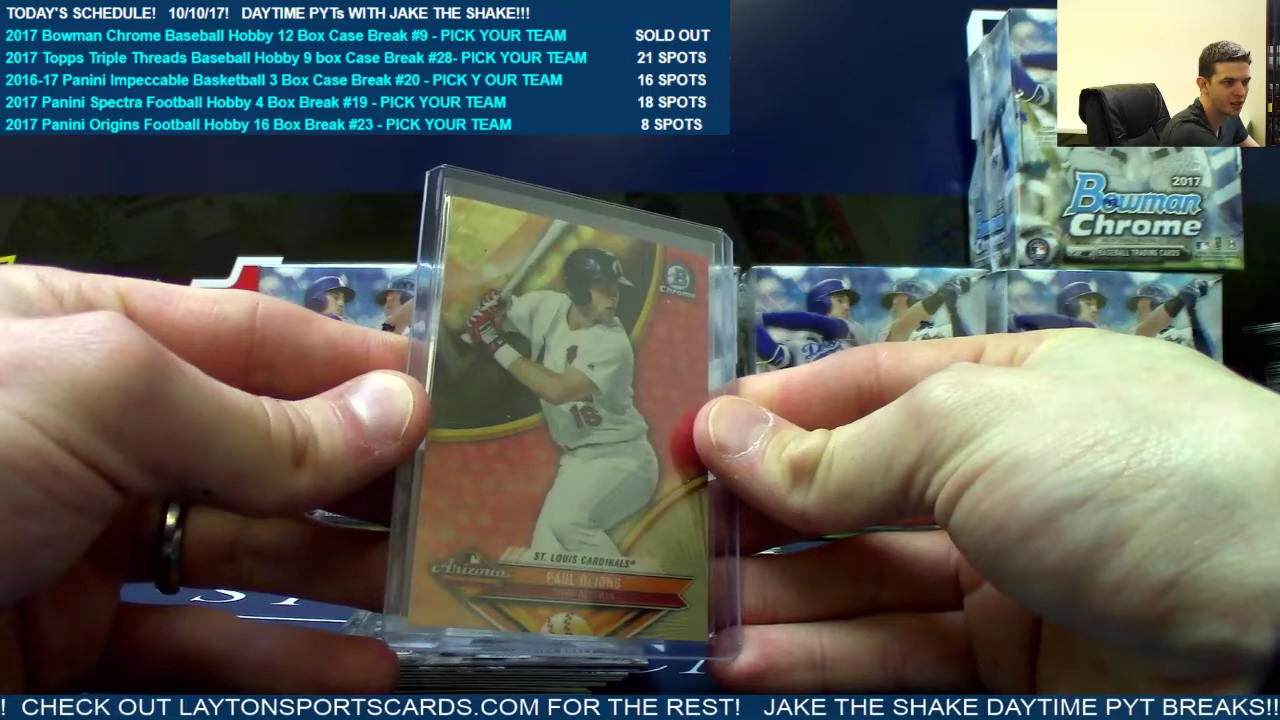 TODAY'S SCHEDULE!   10/10/17!   DAYTIME PYTs WITH JAKE THE SHAKE!!!
2017 Bowman Chrome Baseball Hobby 12 Box Case Break #9 - PICK YOUR TEAM SOLD OUT
2017 Topps Triple Threads Baseball Hobby 9 box Case Break #28- PICK YOUR TEAM 21 SPOTS
2016-17 Panini Impeccable Basketball 3 Box Case Break #20 - PICK Y OUR TEAM 16 SPOTS
2017 Panini Spectra Football Hobby 4 Box Break #19 - PICK YOUR TEAM 18 SPOTS
2017 Panini Origins Football Hobby 16 Box Break #23 - PICK YOUR TEAM 8 SPOTS
2017
Bowman
Chrome
BASEBALL TRADING CARDS
Chrome
16
ST. LOUIS CARDINALS
Arizona
PAUL DEJONG
! CHECK OUT LAYTONSPORTSCARDS.COM FOR THE REST!   JAKE THE SHAKE DAYTIME PYT BREAKS!!